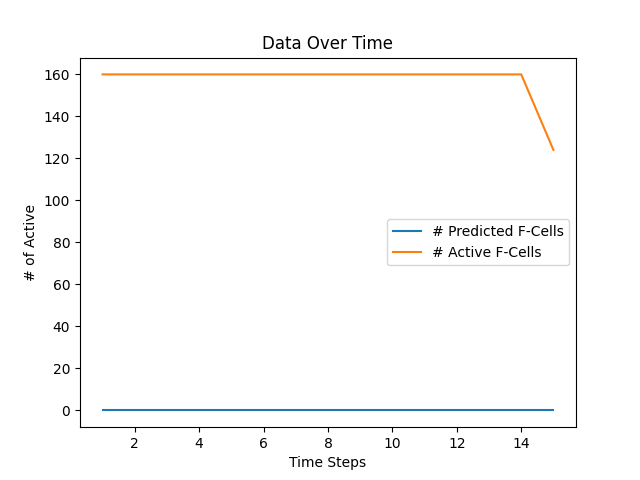 Data Over Time
160
140
120
100
80
60
40
20
0
# of Active
# Predicted F-Cells
# Active F-Cells
2 4 6 8 10 12 14
Time Steps